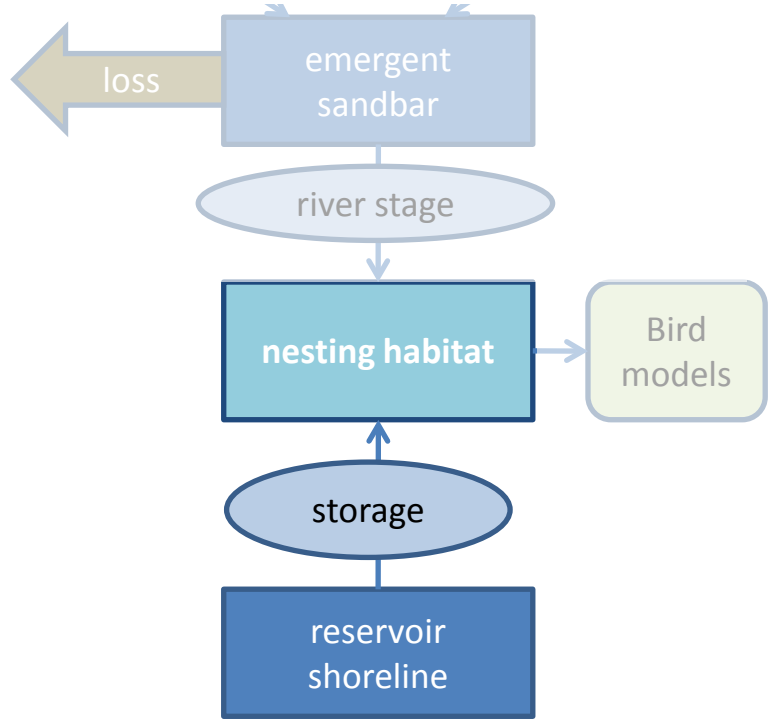 loss
emergent
sandbar
river stage
nesting habitat
Bird
models
storage
reservoir
shoreline